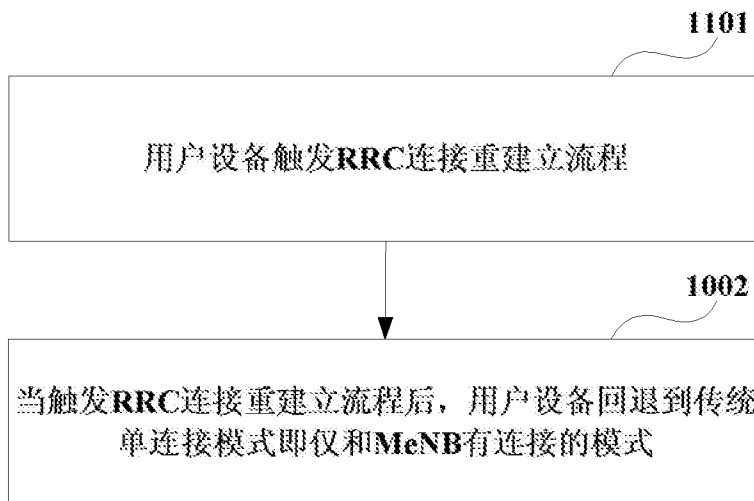 1101
用户设备触发RRC连接重建立流程
1002
当触发RRC连接重建立流程后，用户设备回退到传统
单连接模式即仅和MeNB有连接的模式